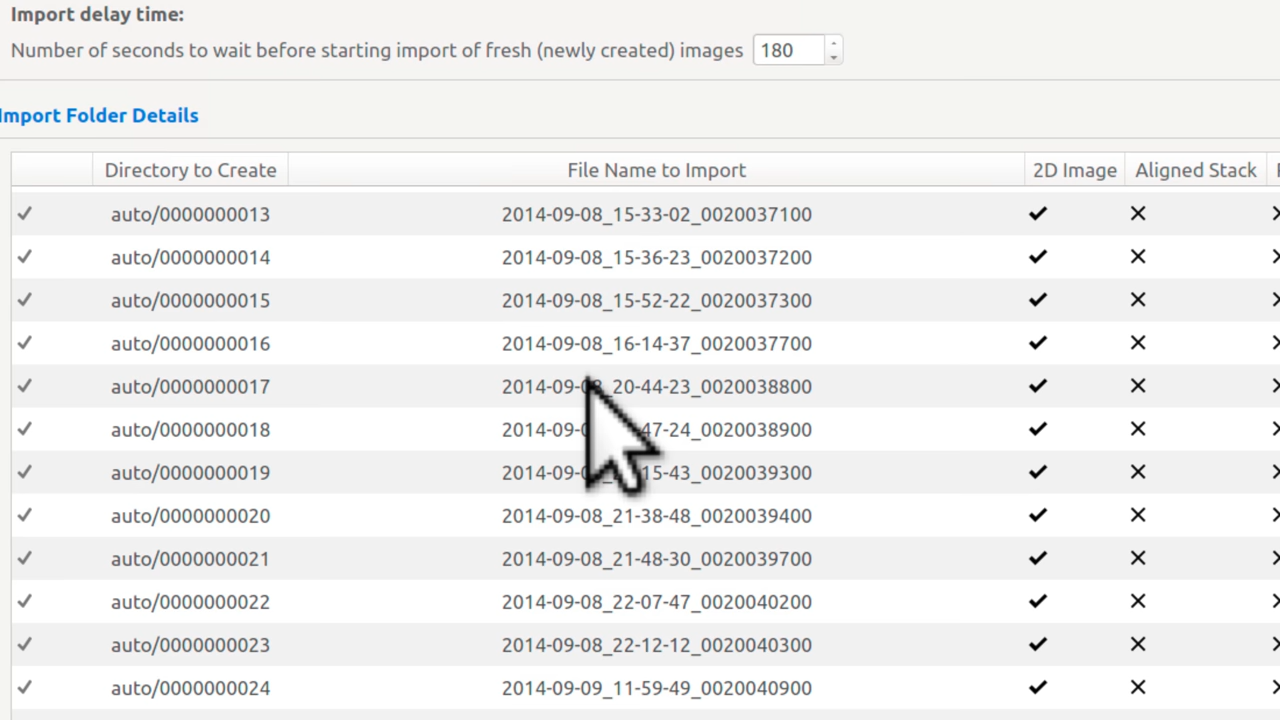 Import delay time:
Number of seconds to wait before starting import of fresh (newly created) images 180
Import Folder Details
Directory to Create File Name to Import 2D Image Aligned Stack
auto/0000000013 2014-09-08_15-33-02_0020037100
auto/0000000014 2014-09-08_15-36-23_0020037200
auto/0000000015 2014-09-08_15-52-22_0020037300
auto/0000000016 2014-09-08_16-14-37_0020037700
auto/0000000017 2014-09-08_20-44-23_0020038800
auto/0000000018
auto/0000000019
auto/0000000020 2014-09-08_21-38-48_0020039400
auto/0000000021 2014-09-08_21-48-30_0020039700
auto/0000000022 2014-09-08_22-07-47_0020040200
auto/0000000023 2014-09-08_22-12-12_0020040300
auto/0000000024 2014-09-09_11-59-49_0020040900